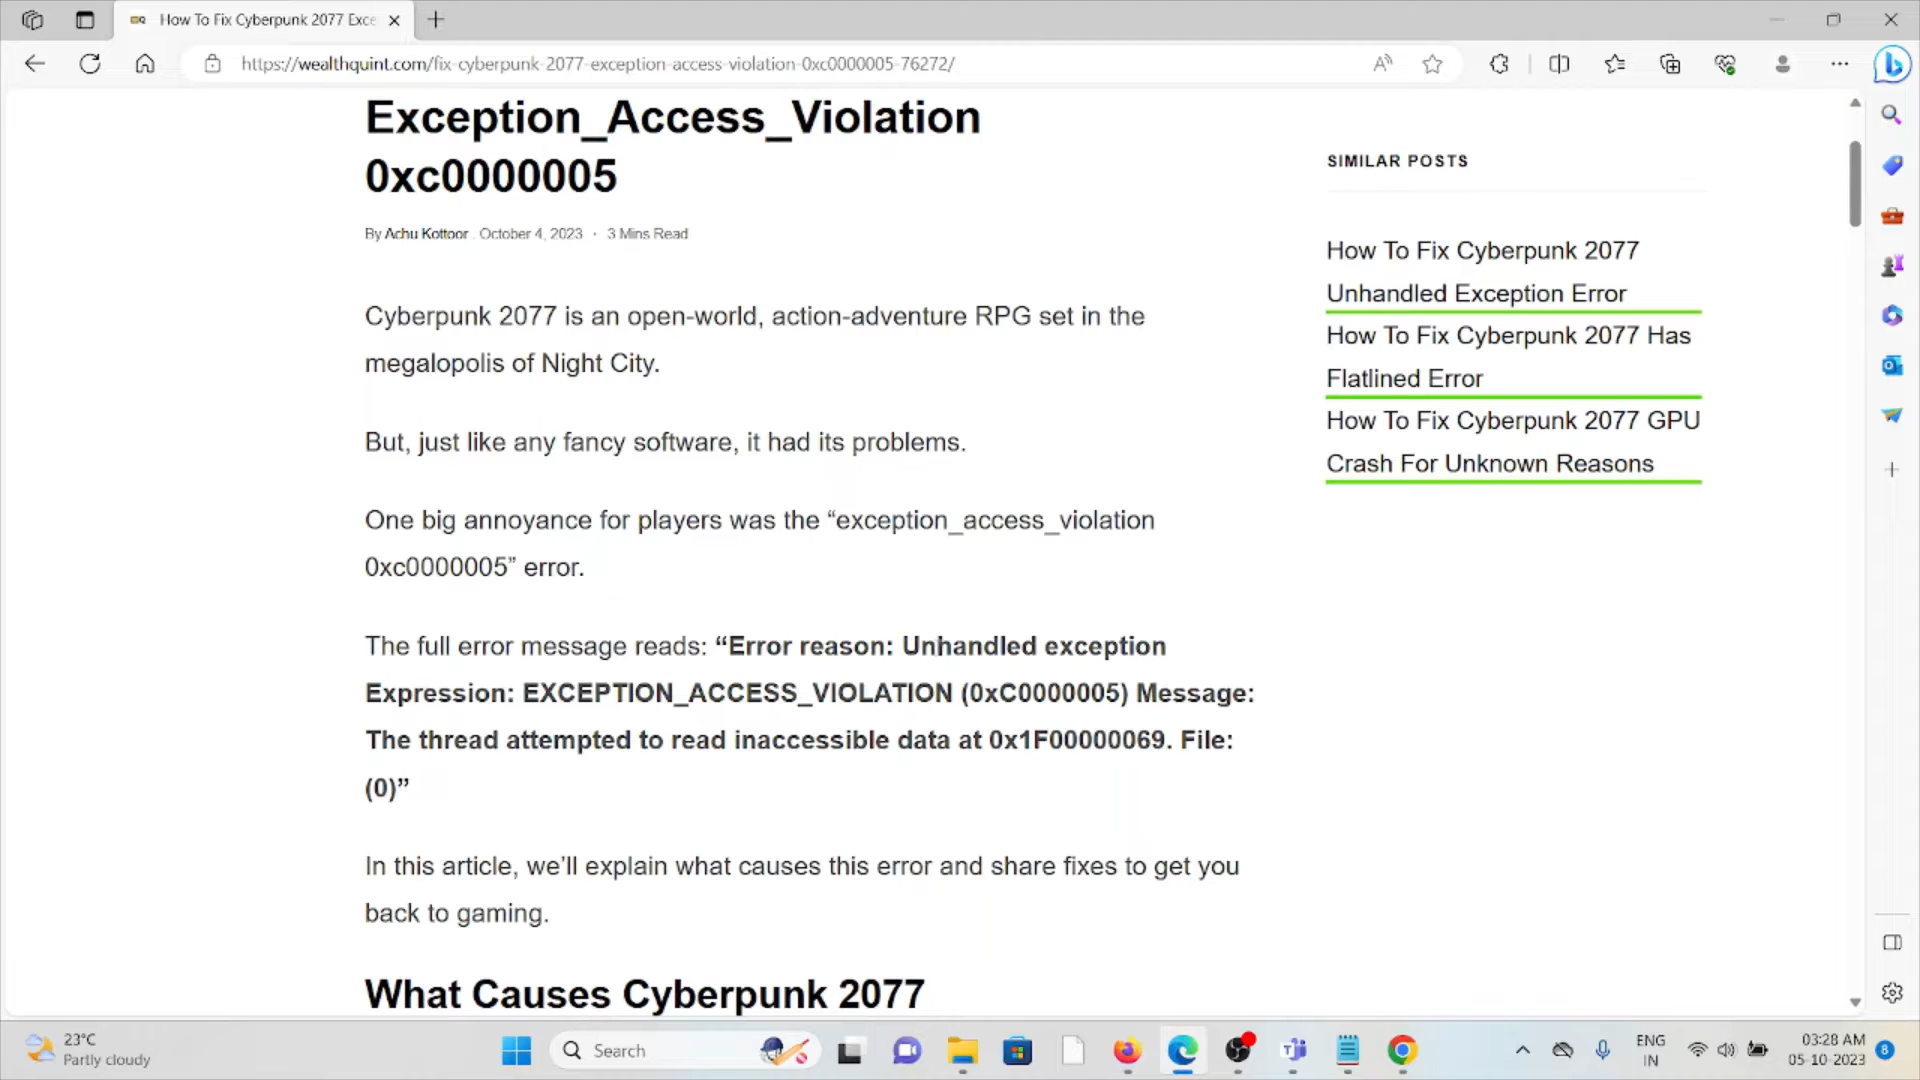 How To Fix Cyberpunk 2077 Exce
https://wealthquint.com/fix-cyberpunk-2077-exception-access-violation-0xc0000005-76272/
Exception_Access_Violation
0xc0000005
By Achu Kottoor . October 4, 2023 · 3 Mins Read
Cyberpunk 2077 is an open-world, action-adventure RPG set in the
megalopolis of Night City.
But, just like any fancy software, it had its problems.
One big annoyance for players was the “exception_access_violation
0xc0000005” error.
The full error message reads: “Error reason: Unhandled exception
Expression: EXCEPTION_ACCESS_VIOLATION (0xC0000005) Message:
The thread attempted to read inaccessible data at 0x1F00000069. File:
(0)”
In this article, we’ll explain what causes this error and share fixes to get you
back to gaming.
What Causes Cyberpunk 2077
SIMILAR POSTS
How To Fix Cyberpunk 2077
Unhandled Exception Error
How To Fix Cyberpunk 2077 Has
Flatlined Error
How To Fix Cyberpunk 2077 GPU
Crash For Unknown Reasons
23°C
Partly cloudy
Search
ENG
IN
03:28 AM
05-10-2023
8